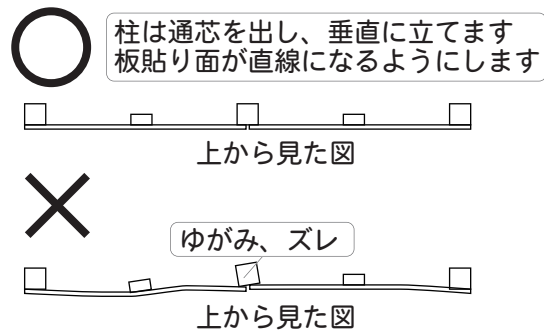 柱は通芯を出し、垂直に立てます
板貼り面が直線になるようにします
上から見た図
ゆがみ、ズレ
上から見た図